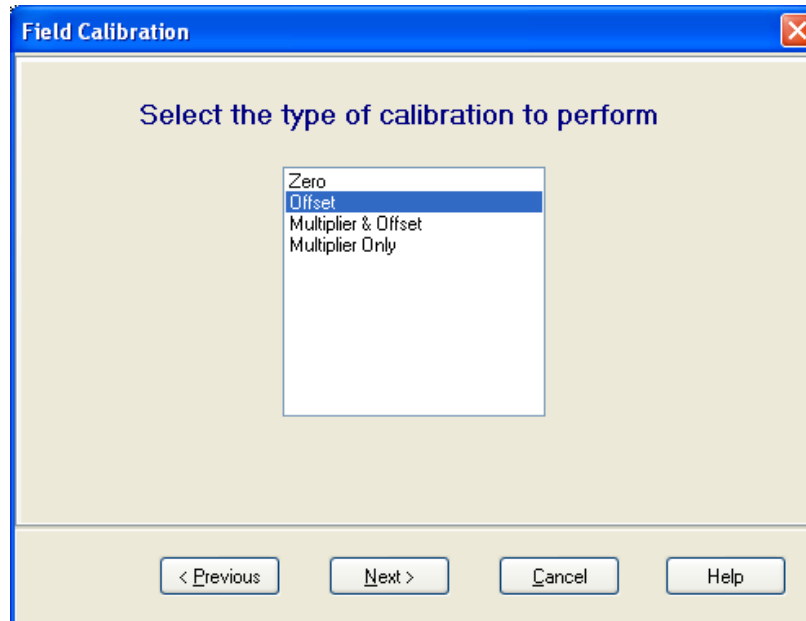 Field Calibration
Select the type of calibration to perform
Zero
Offset
Multiplier & Offset
Multiplier Only
< Previous
Next >
Cancel
Help